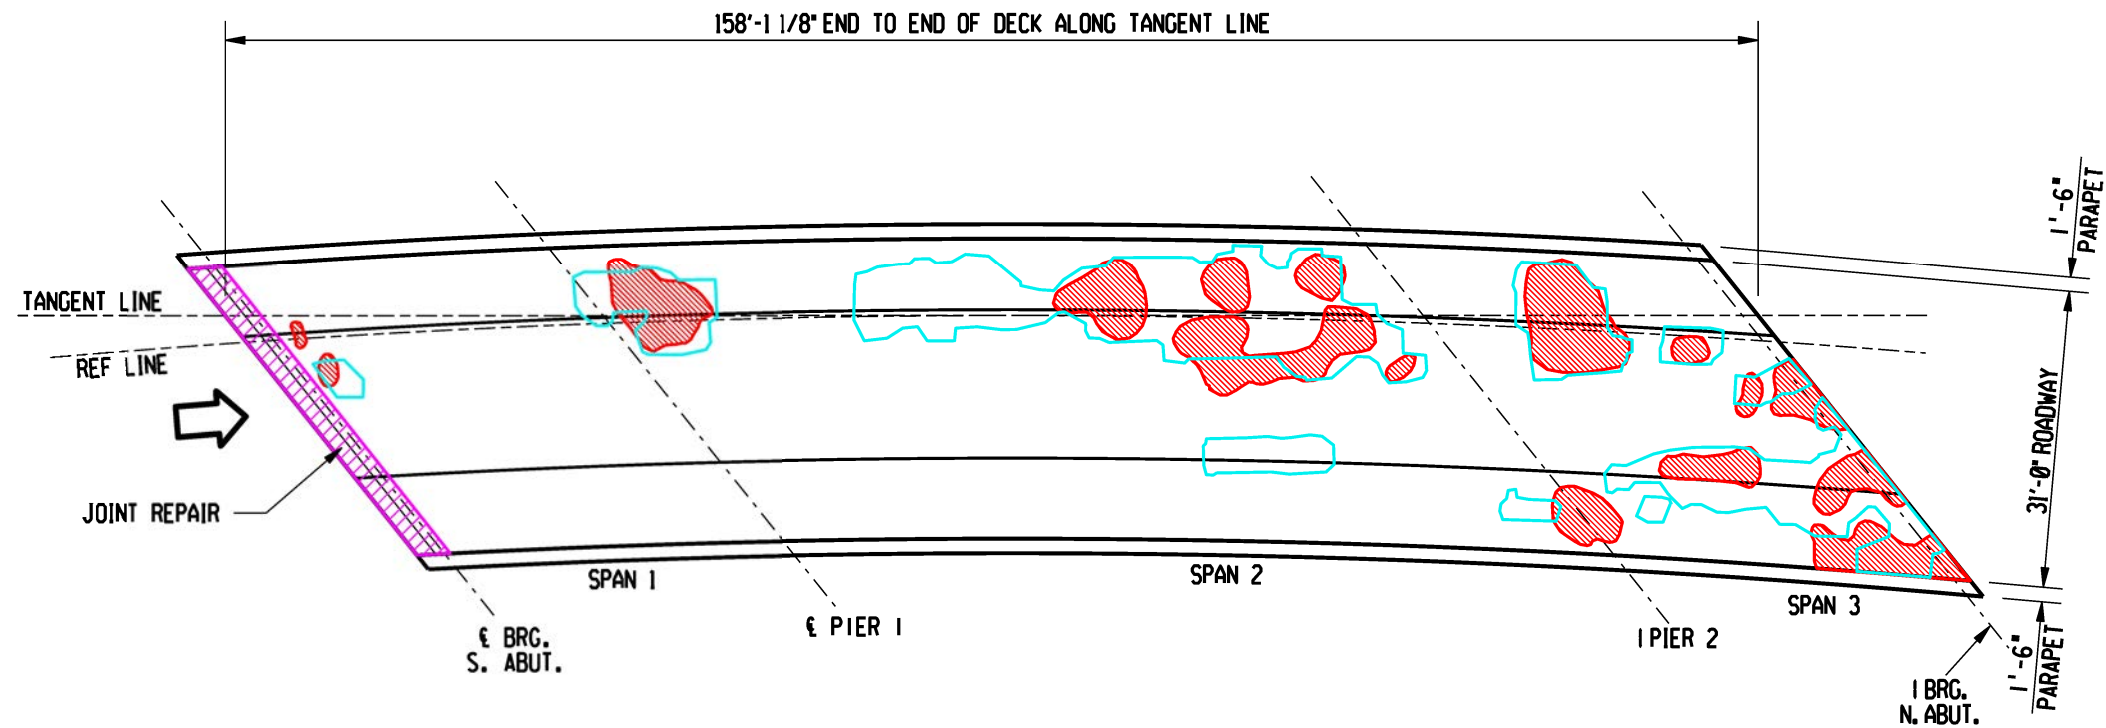 158'-1 1/8" END TO END OF DECK ALONG TANGENT LINE
1'-6"
PARAPET
TANGENT LINE
REF LINE
31'-0" ROADWAY
JOINT REPAIR
SPAN 1
SPAN 2
SPAN 3
℄ BRG.
S. ABUT.
℄ PIER 1
1 PIER 2
1'-6"
PARAPET
1 BRG.
N. ABUT.